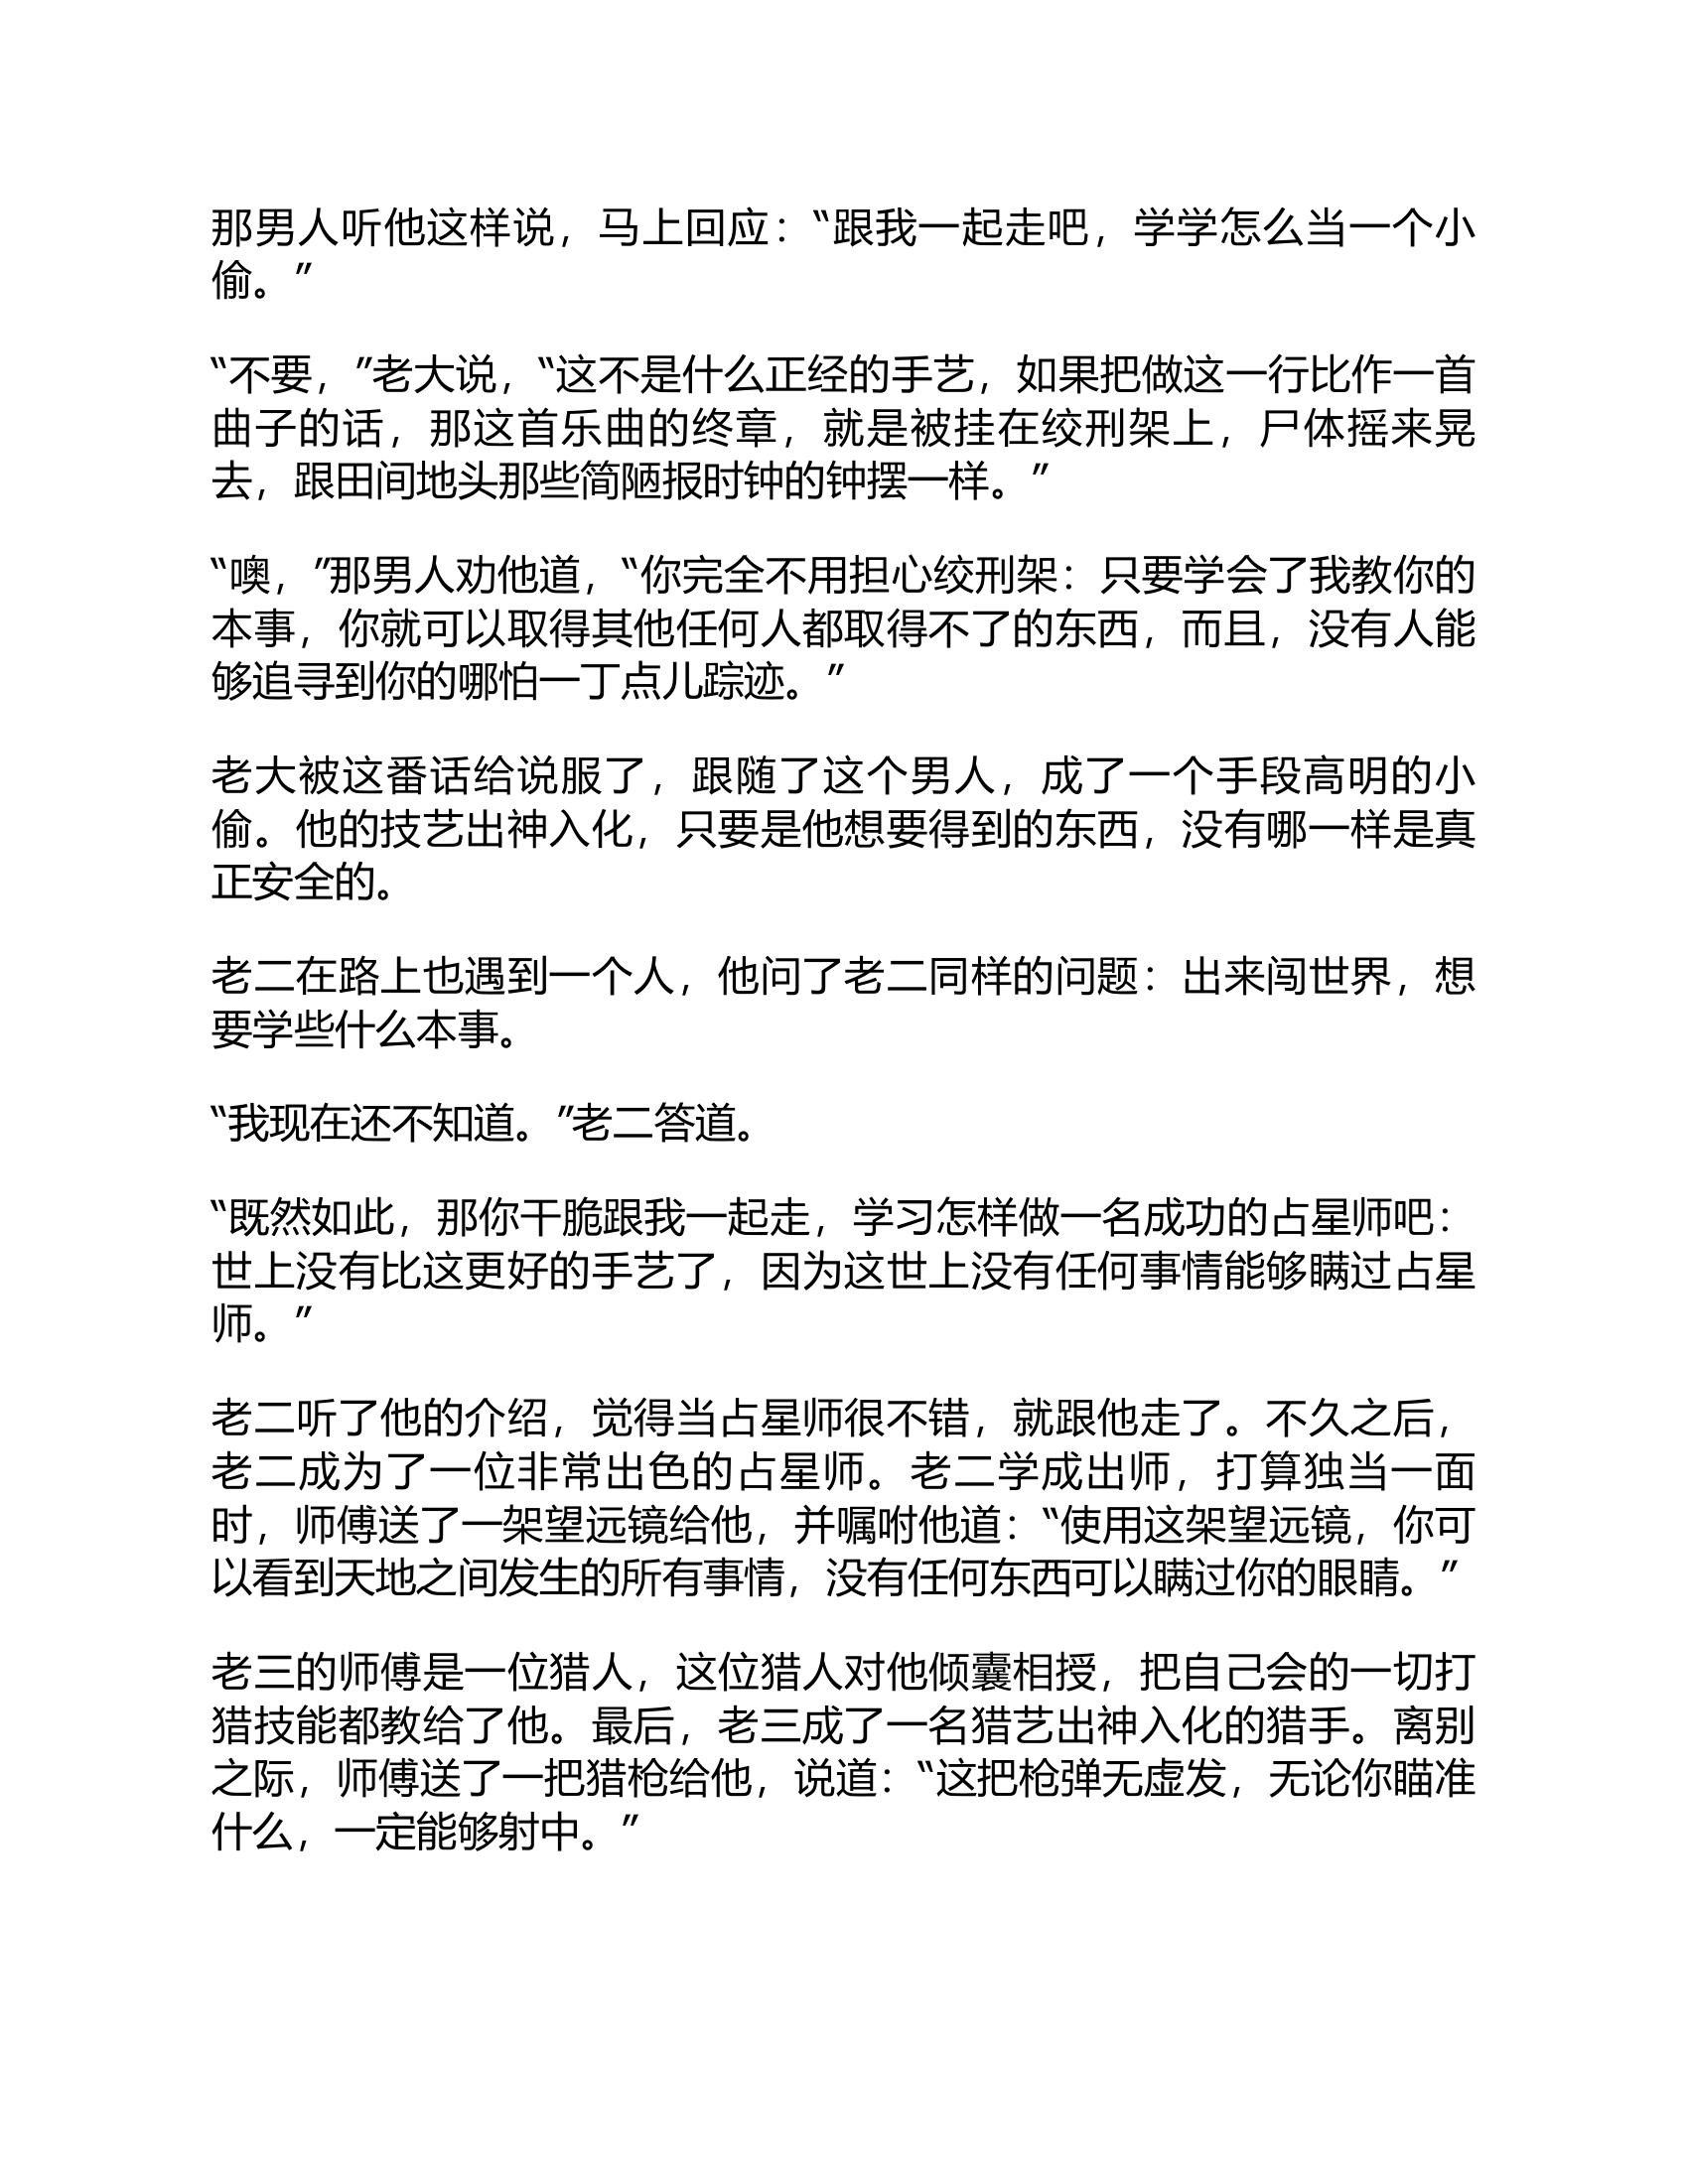 那男人听他这样说，马上回应：“跟我一起走吧，学学怎么当一个小
偷。”
“不要，”老大说，“这不是什么正经的手艺，如果把做这一行比作一首
曲子的话，那这首乐曲的终章，就是被挂在绞刑架上，尸体摇来晃
去，跟田间地头那些简陋报时钟的钟摆一样。”
“噢，”那男人劝他道，“你完全不用担心绞刑架：只要学会了我教你的
本事，你就可以取得其他任何人都取得不了的东西，而且，没有人能
够追寻到你的哪怕一丁点儿踪迹。”
老大被这番话给说服了，跟随了这个男人，成了一个手段高明的小
偷。他的技艺出神入化，只要是他想要得到的东西，没有哪一样是真
正安全的。
老二在路上也遇到一个人，他问了老二同样的问题：出来闯世界，想
要学些什么本事。
“我现在还不知道。”老二答道。
“既然如此，那你干脆跟我一起走，学习怎样做一名成功的占星师吧：
世上没有比这更好的手艺了，因为这世上没有任何事情能够瞒过占星
师。”
老二听了他的介绍，觉得当占星师很不错，就跟他走了。不久之后，
老二成为了一位非常出色的占星师。老二学成出师，打算独当一面
时，师傅送了一架望远镜给他，并嘱咐他道：“使用这架望远镜，你可
以看到天地之间发生的所有事情，没有任何东西可以瞒过你的眼睛。”
老三的师傅是一位猎人，这位猎人对他倾囊相授，把自己会的一切打
猎技能都教给了他。最后，老三成了一名猎艺出神入化的猎手。离别
之际，师傅送了一把猎枪给他，说道：“这把枪弹无虚发，无论你瞄准
什么，一定能够射中。”